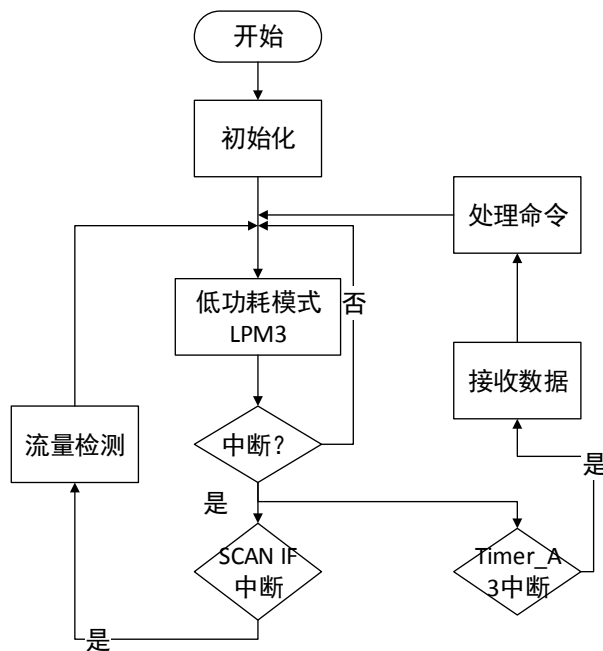 开始
初始化
处理命令
低功耗模式
LPM3
否
接收数据
流量检测
中断?
是
是
SCAN IF
中断
Timer_A
3中断
是